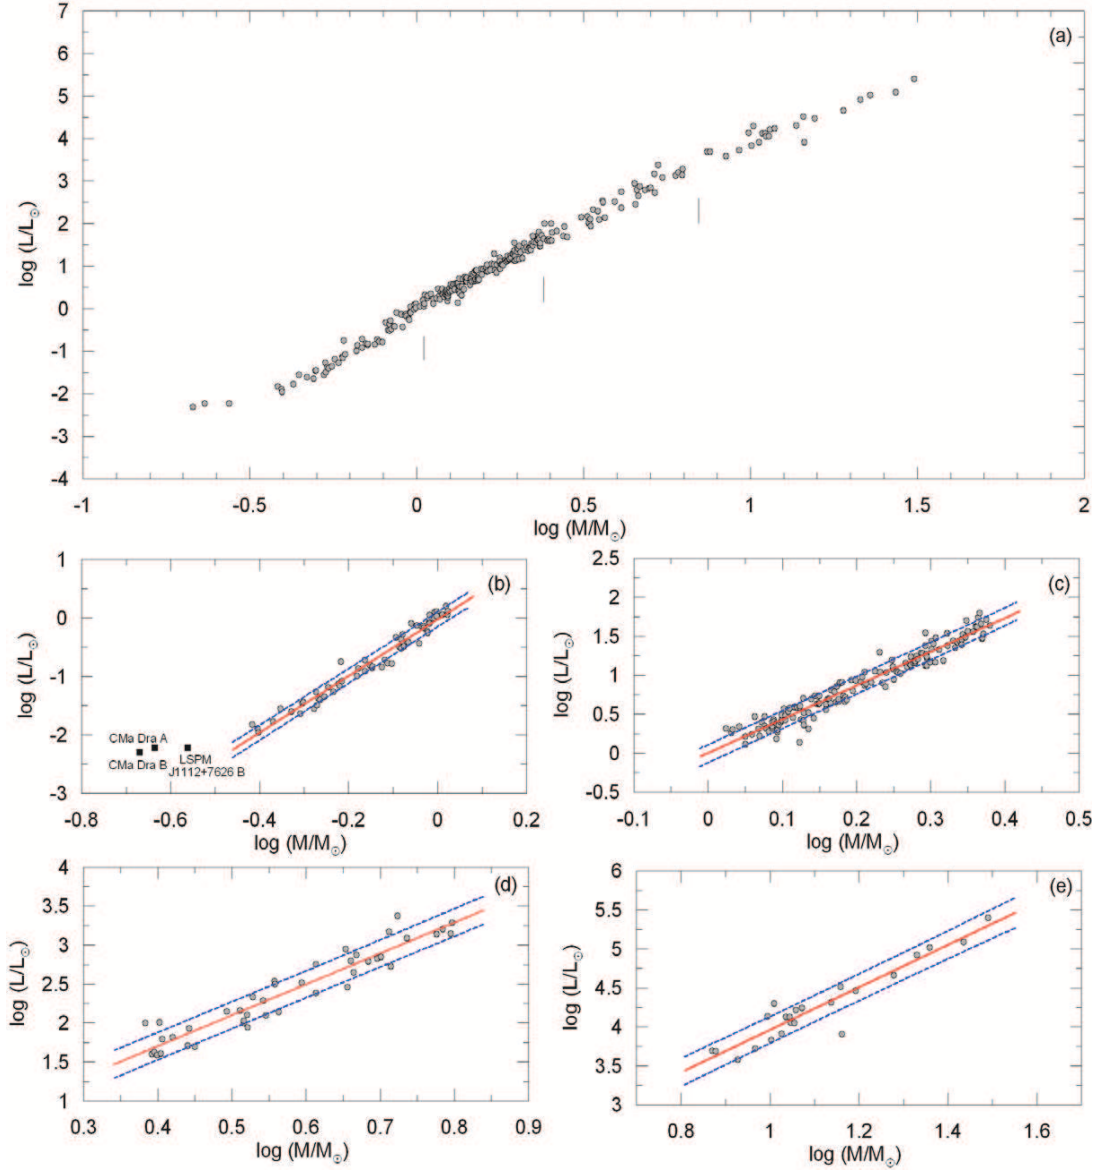 (a)
7
6
5
4
3
2
1
0
-1
-2
-3
-4
log (L/L☉)
-1 -0.5 0 0.5 1 1.5 2
log (M/M☉)
(b)
1
0
-1
-2
-3
log (L/L☉)
CMa Dra A
CMa Dra B
LSPM
J1112+7626 B
-0.8 -0.6 -0.4 -0.2 0 0.2
log (M/M☉)
(c)
2.5
2
1.5
1
0.5
0
-0.5
log (L/L☉)
-0.1 0 0.1 0.2 0.3 0.4 0.5
log (M/M☉)
(d)
4
3.5
3
2.5
2
1.5
1
log (L/L☉)
0.3 0.4 0.5 0.6 0.7 0.8 0.9
log (M/M☉)
(e)
6
5.5
5
4.5
4
3.5
3
log (L/L☉)
0.8 1 1.2 1.4 1.6
log (M/M☉)